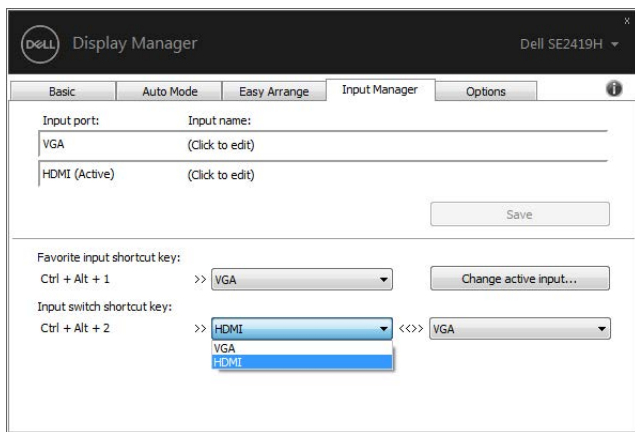 x
DELL Display Manager Dell SE2419H
Basic Auto Mode Easy Arrange Input Manager Options i
Input port: Input name:
VGA (Click to edit)
HDMI (Active) (Click to edit)
Save
Favorite input shortcut key:
Ctrl + Alt + 1 >> VGA Change active input...
Input switch shortcut key:
Ctrl + Alt + 2 >> HDMI <<>> VGA
VGA
HDMI